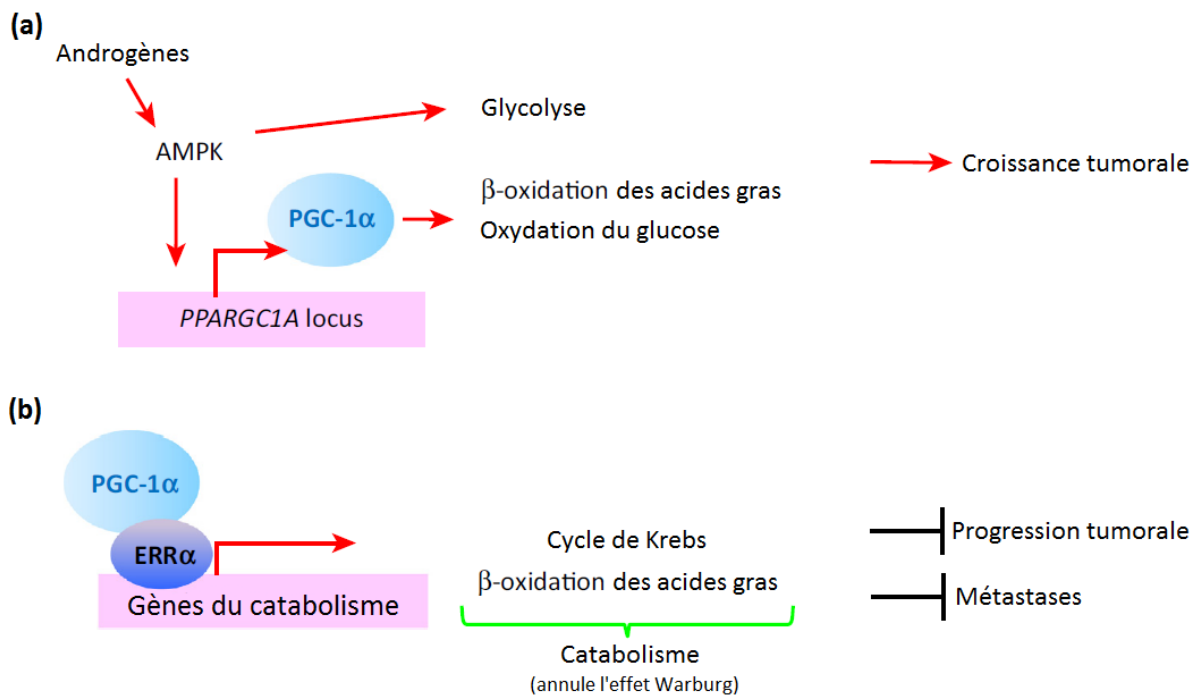 (a)
Androgènes
AMPK
Glycolyse
PGC-1α
β-oxidation des acides gras
Oxydation du glucose
Croissance tumorale
PPARGC1A locus
(b)
PGC-1α
ERRα
Gènes du catabolisme
Cycle de Krebs
β-oxidation des acides gras
Catabolisme
(annule l'effet Warburg)
Progression tumorale
Métastases